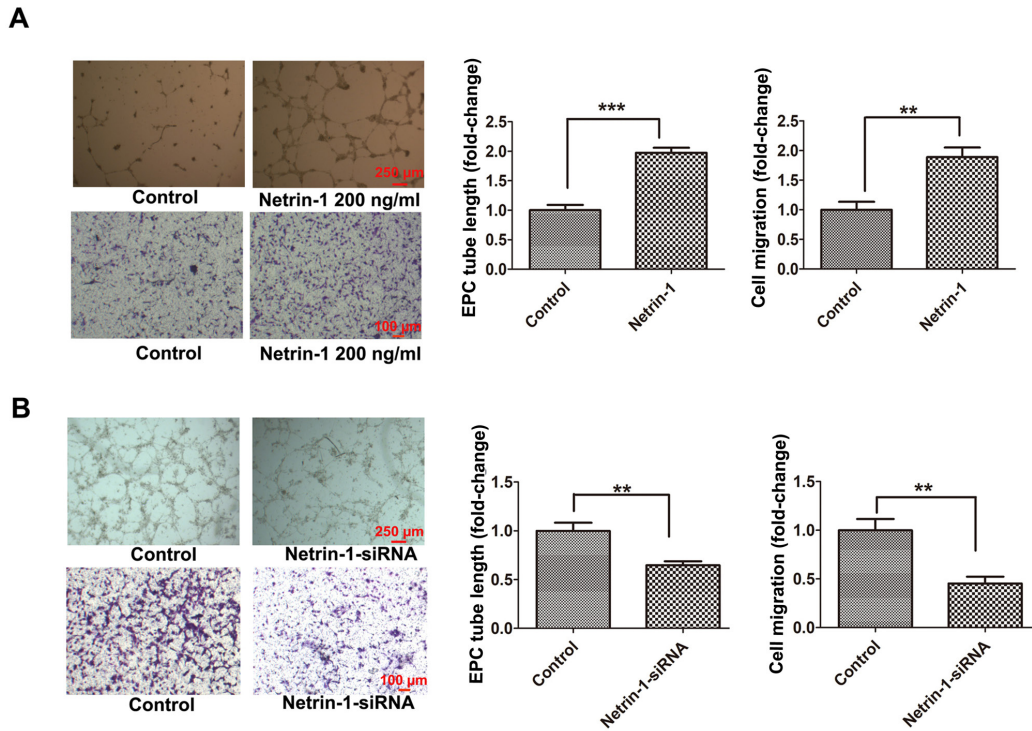 A
250 µm
Control
Netrin-1 200 ng/ml
100 µm
Control
Netrin-1 200 ng/ml
EPC tube length (fold-change)
2.5
2.0
1.5
1.0
0.5
0.0
***
Control
Netrin-1
Cell migration (fold-change)
2.5
2.0
1.5
1.0
0.5
0.0
**
Control
Netrin-1
B
250 µm
Control
Netrin-1-siRNA
100 µm
Control
Netrin-1-siRNA
EPC tube length (fold-change)
1.5
1.0
0.5
0.0
**
Control
Netrin-1-siRNA
Cell migration (fold-change)
1.5
1.0
0.5
0.0
**
Control
Netrin-1-siRNA